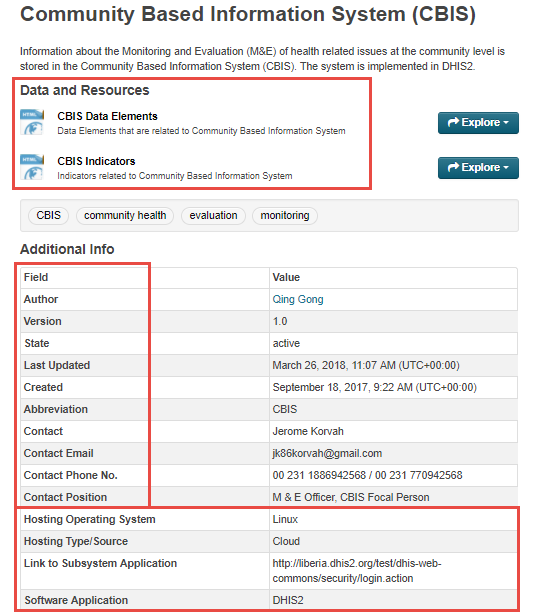 Community Based Information System (CBIS)
Information about the Monitoring and Evaluation (M&E) of health related issues at the community level is
stored in the Community Based Information System (CBIS). The system is implemented in DHIS2.
Data and Resources
HTML
CBIS Data Elements
Data Elements that are related to Community Based Information System
Explore
HTML
CBIS Indicators
Indicators related to Community Based Information System
Explore
CBIS community health evaluation monitoring
Additional Info
Field Value
Author Qing Gong
Version 1.0
State active
Last Updated March 26, 2018, 11:07 AM (UTC+00:00)
Created September 18, 2017, 9:22 AM (UTC+00:00)
Abbreviation CBIS
Contact Jerome Korvah
Contact Email jk86korvah@gmail.com
Contact Phone No. 00 231 1886942568 / 00 231 770942568
Contact Position M & E Officer, CBIS Focal Person
Hosting Operating System Linux
Hosting Type/Source Cloud
Link to Subsystem Application http://liberia.dhis2.org/test/dhis-web-
commons/security/login.action
Software Application DHIS2